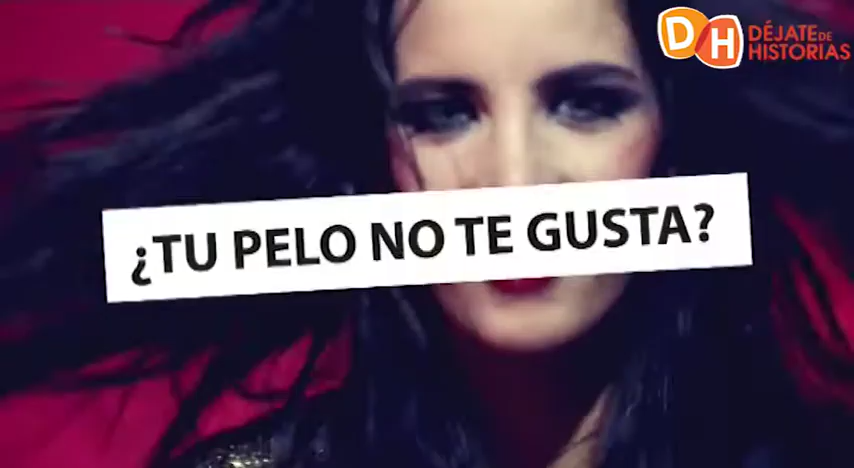 DH DÉJATE DE
HISTORIAS
¿TU PELO NO TE GUSTA?